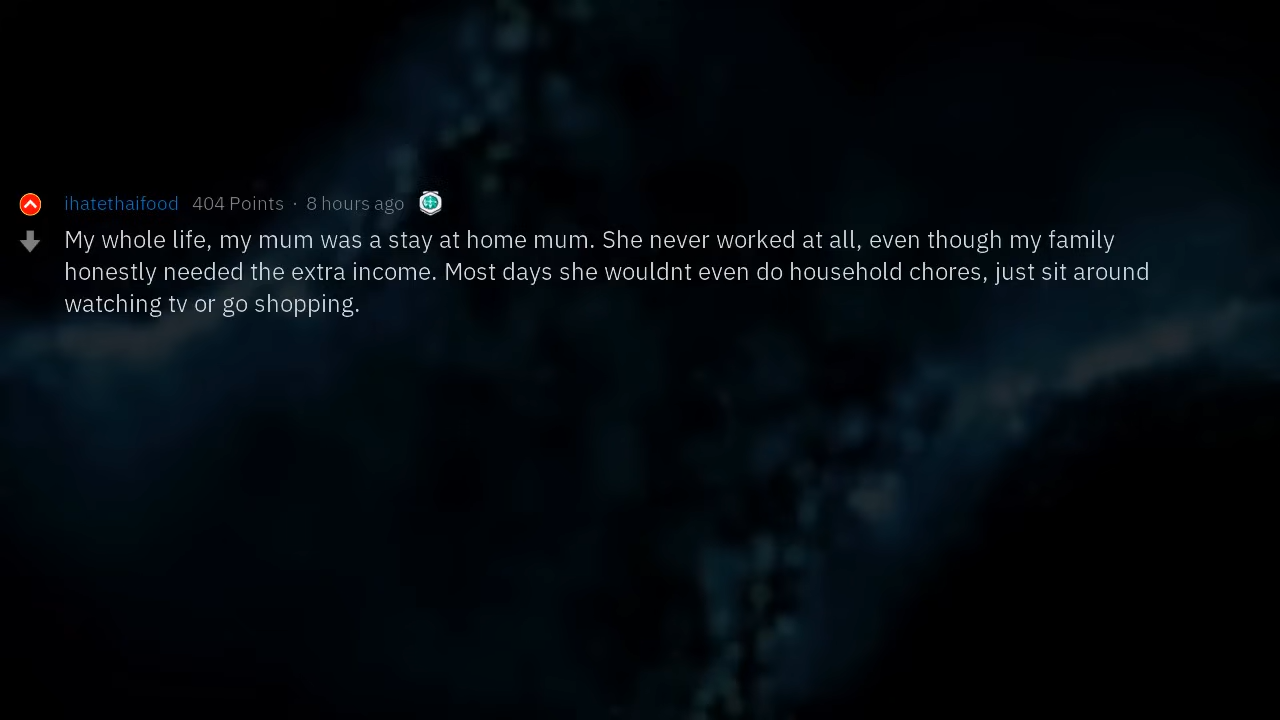 ihatethaifood 404 Points · 8 hours ago
My whole life, my mum was a stay at home mum. She never worked at all, even though my family
honestly needed the extra income. Most days she wouldnt even do household chores, just sit around
watching tv or go shopping.